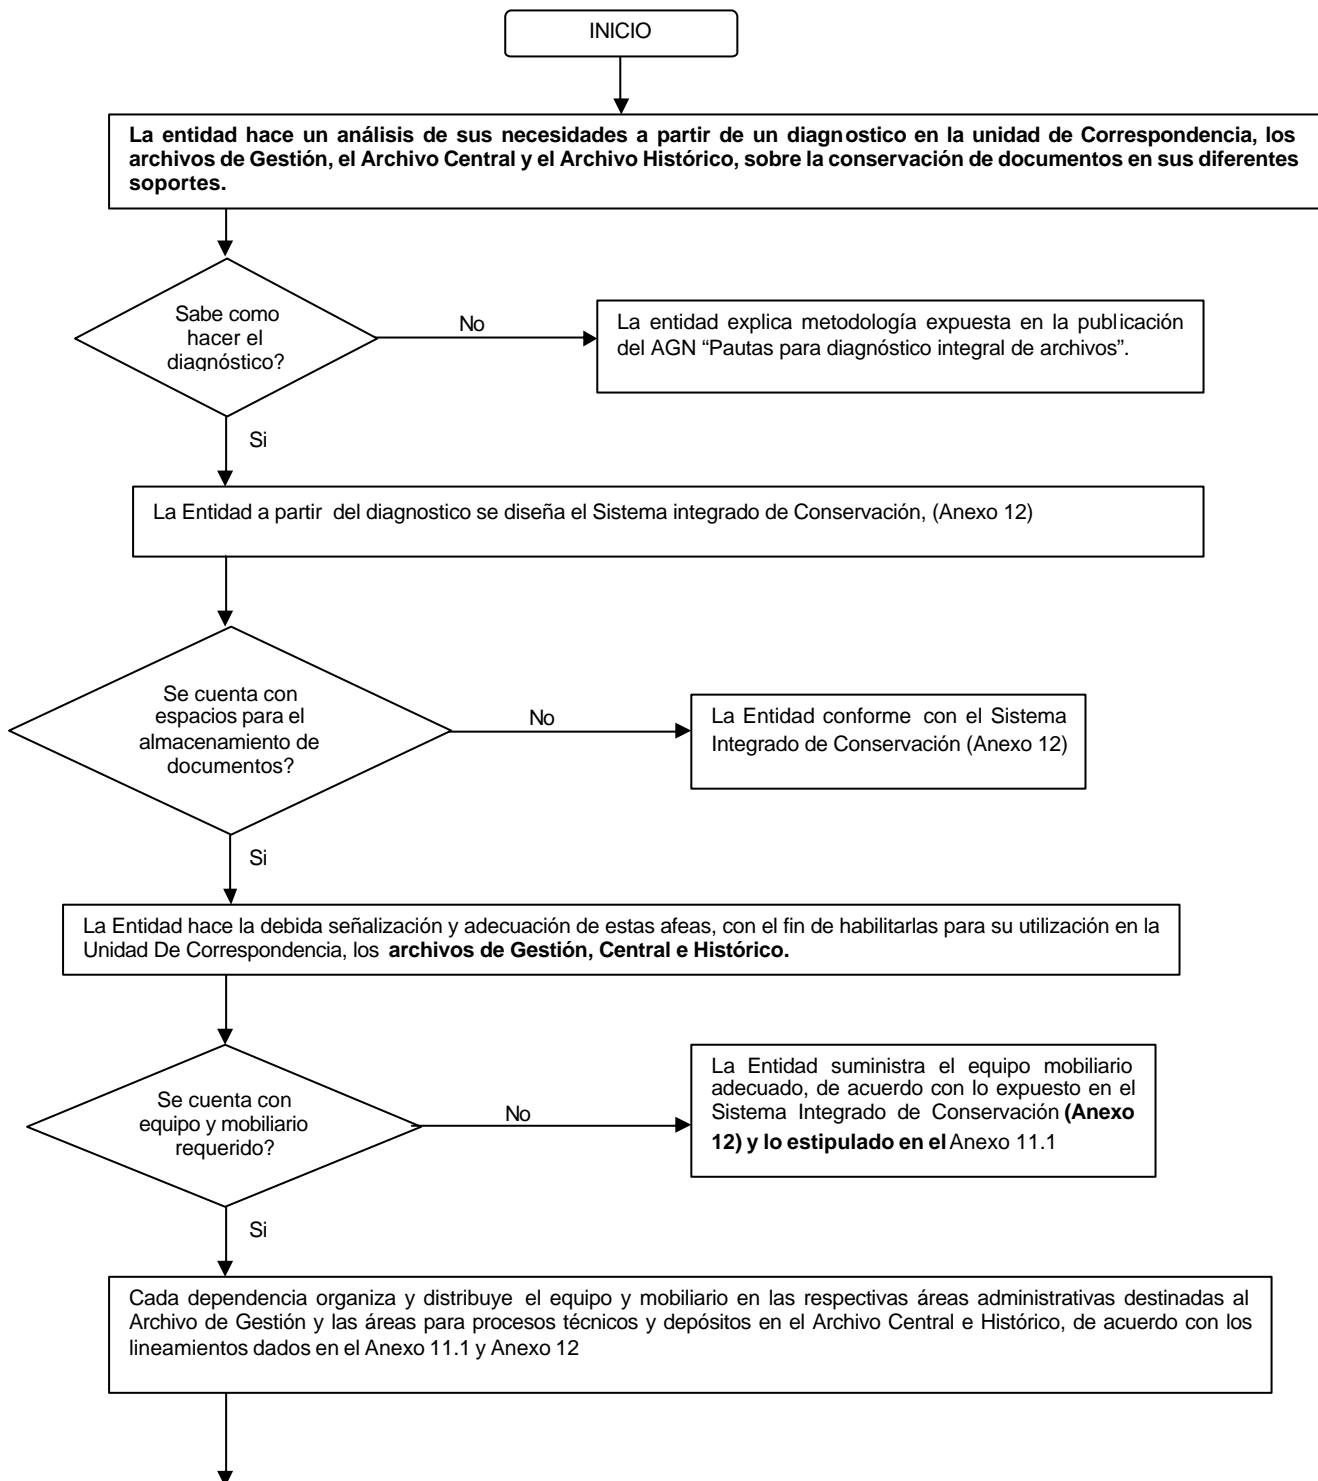 INICIO
La entidad hace un análisis de sus necesidades a partir de un diagnostico en la unidad de Correspondencia, los
archivos de Gestión, el Archivo Central y el Archivo Histórico, sobre la conservación de documentos en sus diferentes
soportes.
Sabe como
hacer el
diagnóstico?
No
La entidad explica metodología expuesta en la publicación
del AGN “Pautas para diagnóstico integral de archivos”.
Si
La Entidad a partir del diagnostico se diseña el Sistema integrado de Conservación, (Anexo 12)
Se cuenta con
espacios para el
almacenamiento de
documentos?
No
La Entidad conforme con el Sistema
Integrado de Conservación (Anexo 12)
Si
La Entidad hace la debida señalización y adecuación de estas afeas, con el fin de habilitarlas para su utilización en la
Unidad De Correspondencia, los archivos de Gestión, Central e Histórico.
Se cuenta con
equipo y mobiliario
requerido?
No
La Entidad suministra el equipo mobiliario
adecuado, de acuerdo con lo expuesto en el
Sistema Integrado de Conservación (Anexo
12) y lo estipulado en el Anexo 11.1
Si
Cada dependencia organiza y distribuye el equipo y mobiliario en las respectivas áreas administrativas destinadas al
Archivo de Gestión y las áreas para procesos técnicos y depósitos en el Archivo Central e Histórico, de acuerdo con los
lineamientos dados en el Anexo 11.1 y Anexo 12